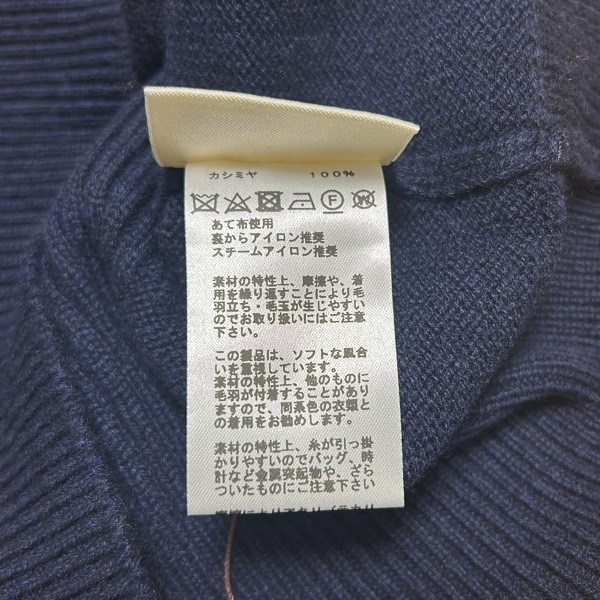 カシミヤ 100%
F W
あて布使用
裏からアイロン推奨
スチームアイロン推奨
素材の特性上、摩擦や、着
用を繰り返すことにより毛
羽立ち・毛玉が生じやすい
のでお取り扱いにはご注意
下さい。
この製品は、ソフトな風合
いを重視しています。
素材の特性上、他のものに
毛羽が付着することがあり
ますので、同系色の衣類と
の着用をお勧めします。
素材の特性上、糸が引っ掛
かりやすいのでバッグ、時
計など金属突起物や、ざら
ついたものにご注意下さい。